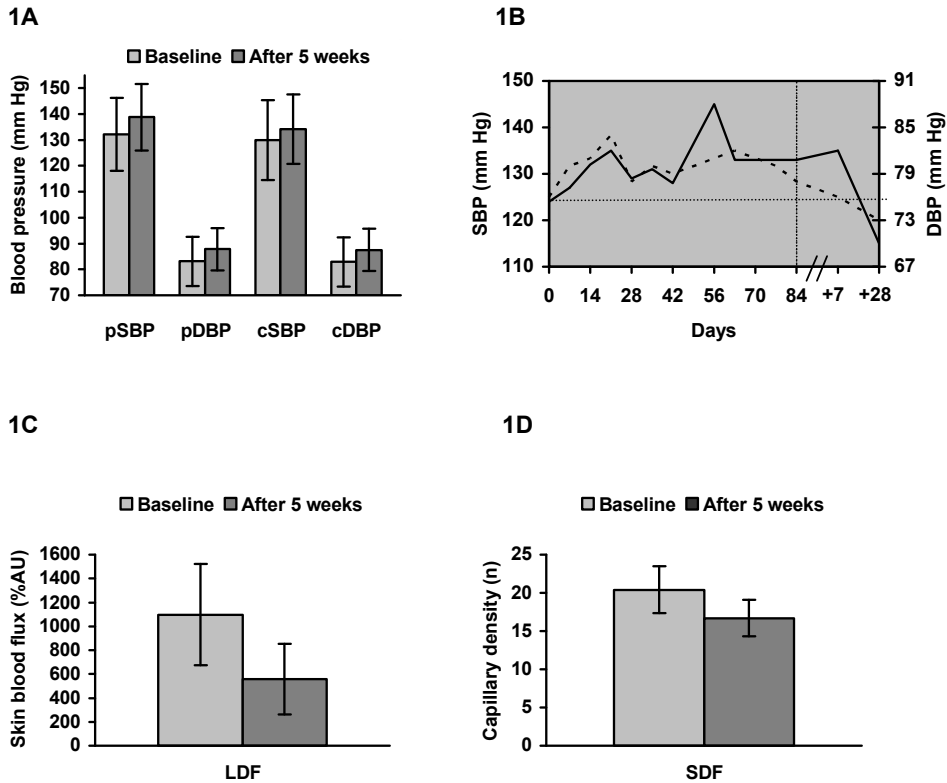 1A
Baseline After 5 weeks
Blood pressure (mm Hg)
150
140
130
120
110
100
90
80
70
pSBP pDBP cSBP cDBP
1B
SBP (mm Hg)
150
140
130
120
110
91
85
79
73
67
DBP (mm Hg)
0 14 28 42 56 70 84 +7 +28
Days
1C
Baseline After 5 weeks
Skin blood flux (%AU)
1600
1400
1200
1000
800
600
400
200
0
LDF
1D
Baseline After 5 weeks
Capillary density (n)
25
20
15
10
5
0
SDF